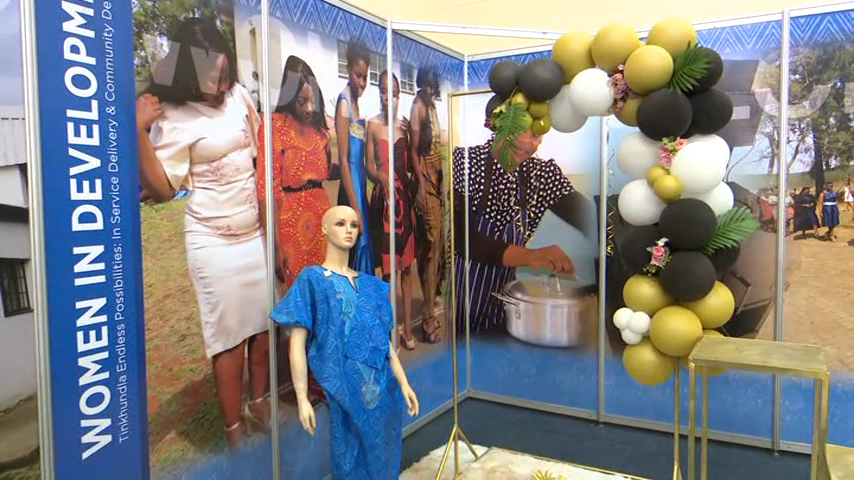 WOMEN IN DEVELOPM
Tinkhundla Endless Possibilities: In Service Delivery & Community De